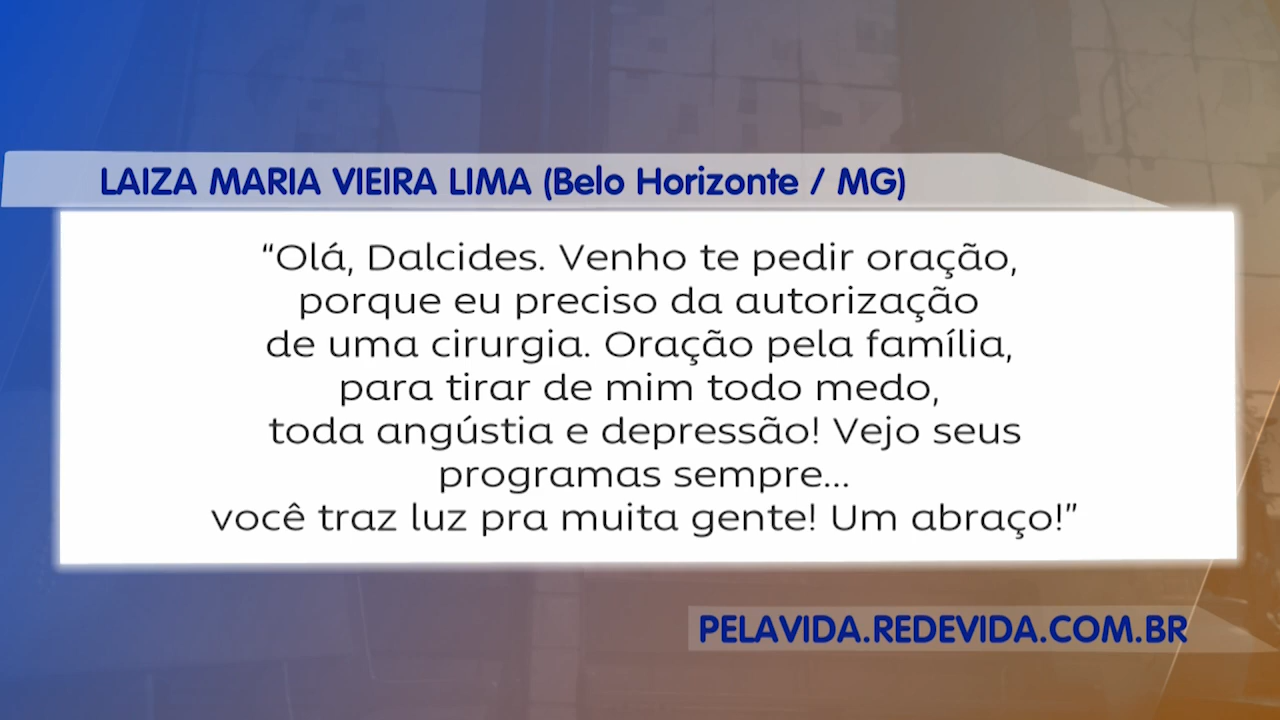 LAIZA MARIA VIEIRA LIMA (Belo Horizonte / MG)
“Olá, Dalcides. Venho te pedir oração,
porque eu preciso da autorização
de uma cirurgia. Oração pela família,
para tirar de mim todo medo,
toda angústia e depressão! Vejo seus
programas sempre...
você traz luz pra muita gente! Um abraço!”
PELAVIDA.REDEVIDA.COM.BR